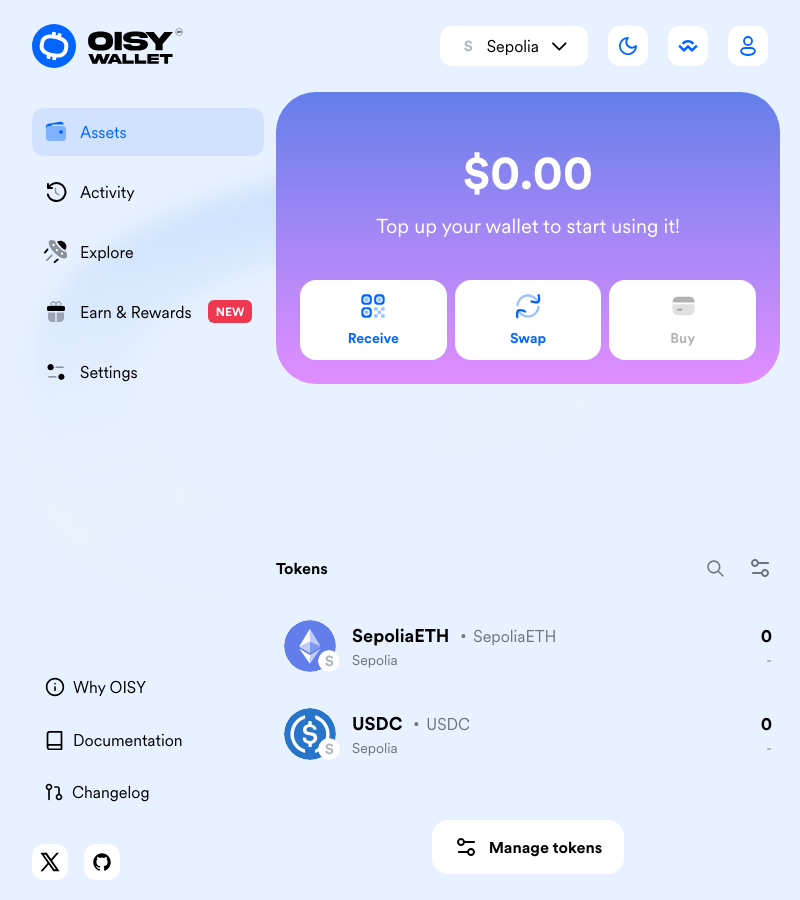 OISY
WALLET
S Sepolia
Assets
Activity
Explore
Earn & Rewards NEW
Settings
$0.00
Top up your wallet to start using it!
Receive
Swap
Buy
Tokens
SepoliaETH • SepoliaETH
0
S
Sepolia
-
USDC • USDC
0
$
S
Sepolia
-
Why OISY
Documentation
Changelog
Manage tokens